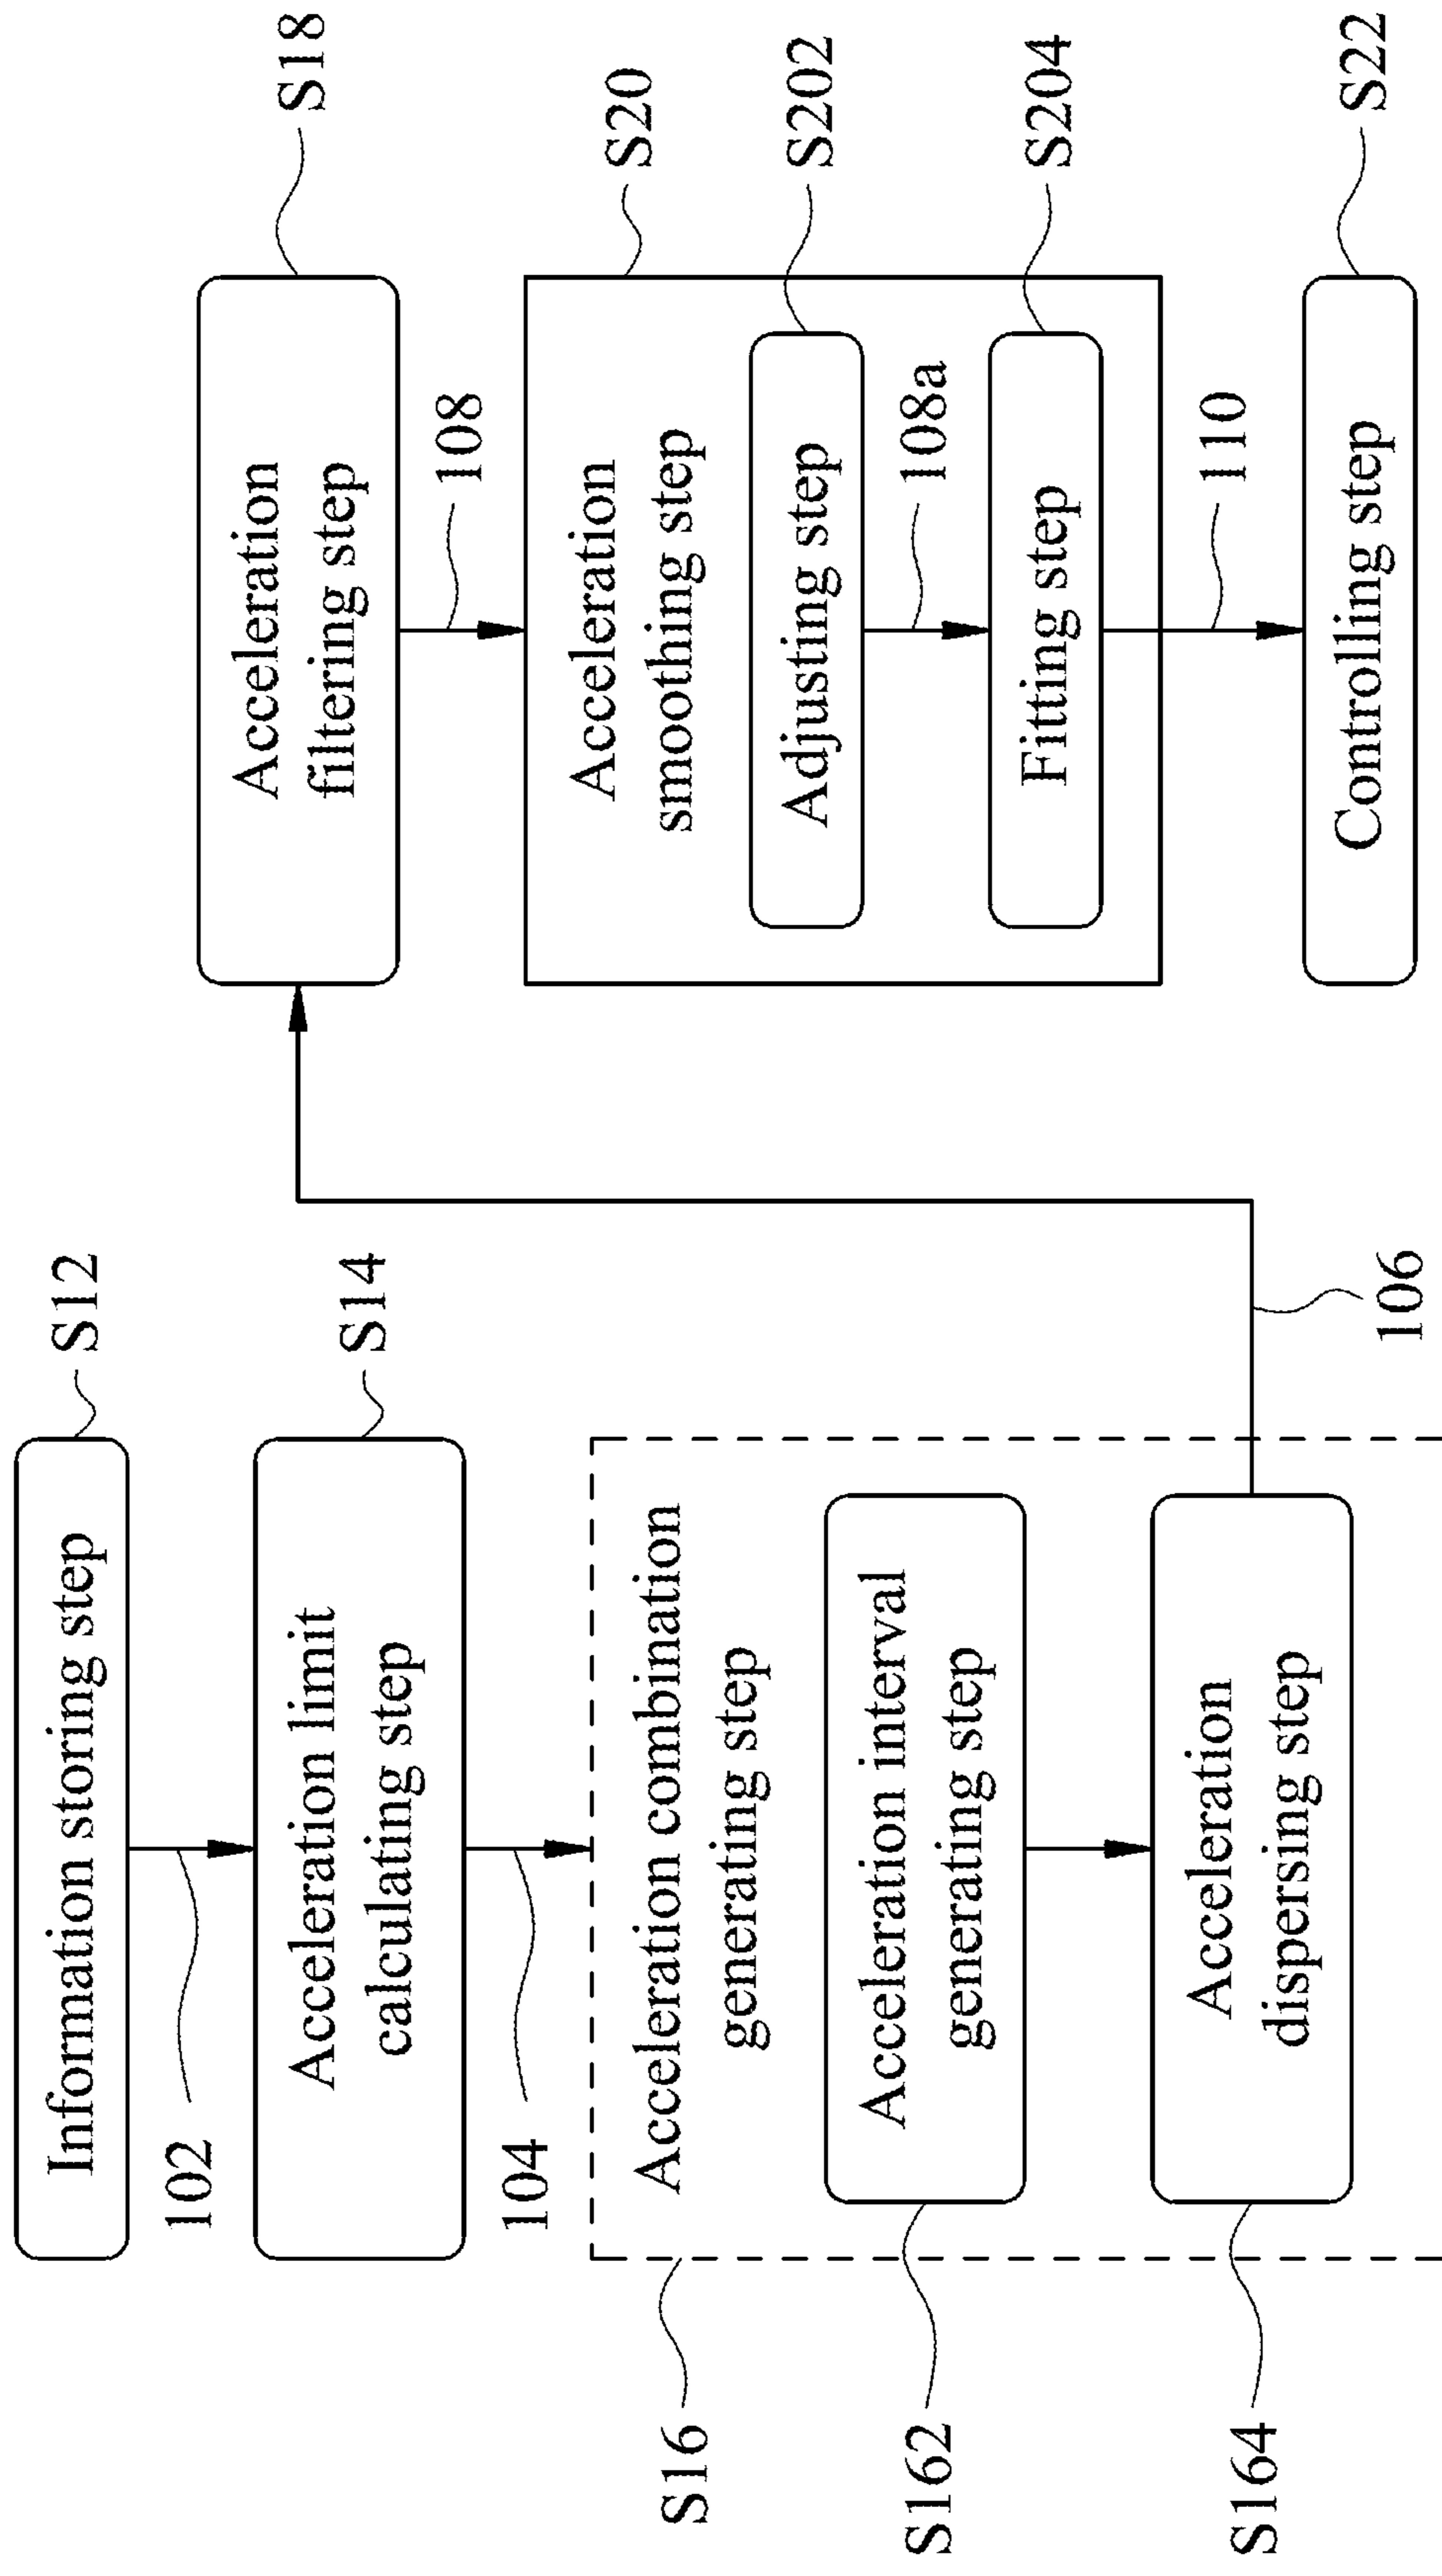 Information storing step
S12
102
Acceleration limit
calculating step
S14
104
S16
Acceleration combination
generating step
S162
Acceleration interval
generating step
S164
Acceleration
dispersing step
106
Acceleration
filtering step
S18
108
Acceleration
smoothing step
S20
Adjusting step
S202
108a
Fitting step
S204
110
Controlling step
S22